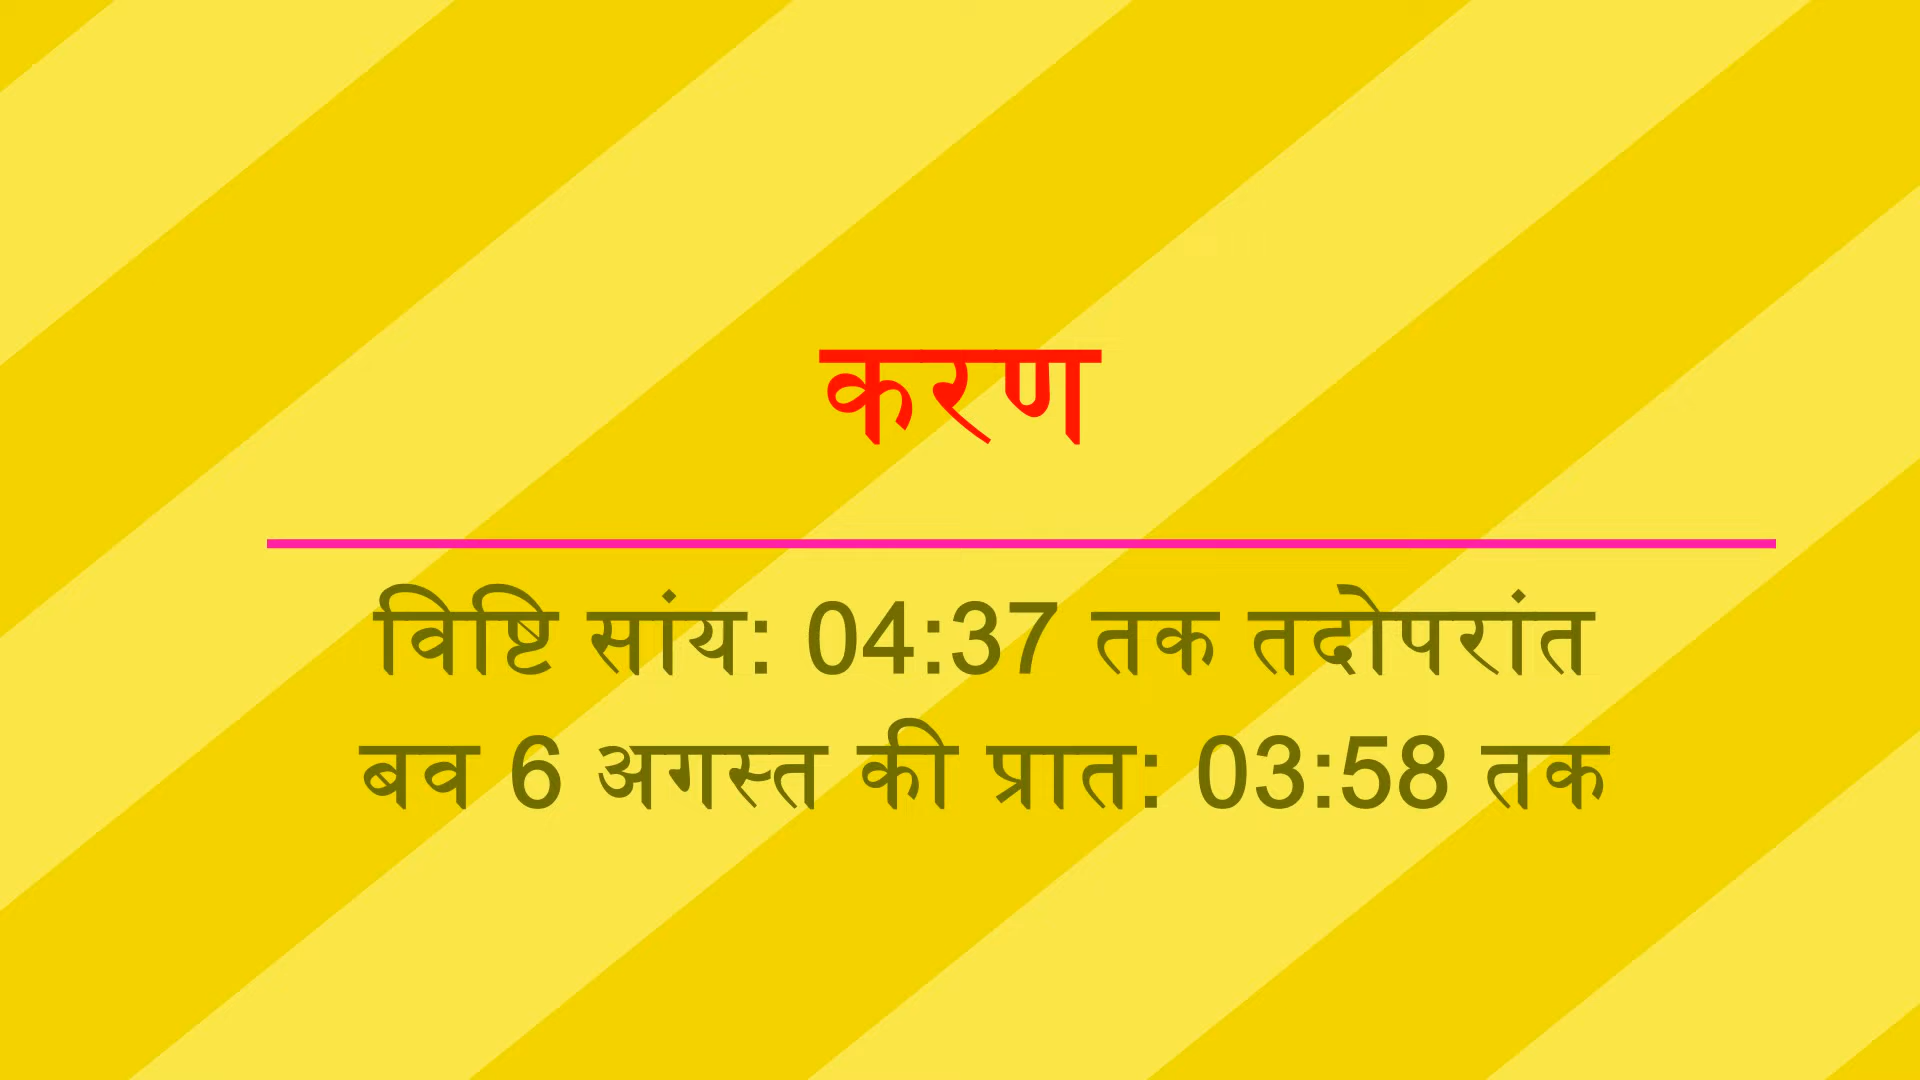 करण
विष्टि सांय: 04:37 तक तदोपरांत
बव 6 अगस्त की प्रात: 03:58 तक